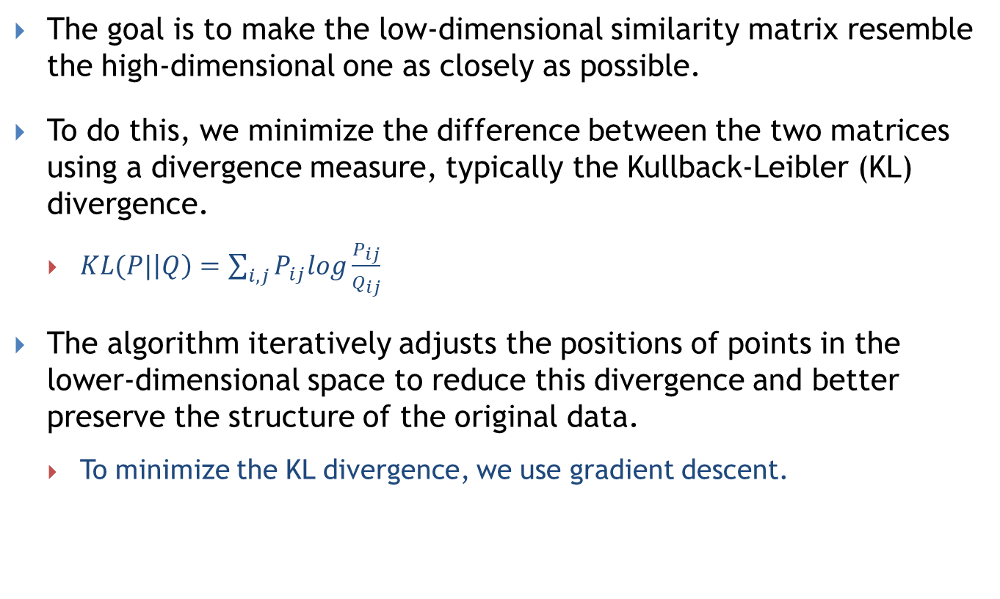 The goal is to make the low-dimensional similarity matrix resemble
the high-dimensional one as closely as possible.
To do this, we minimize the difference between the two matrices
using a divergence measure, typically the Kullback-Leibler (KL)
divergence.
KL(P||Q) = ∑_{i,j} P_{ij} log \frac{P_{ij}}{Q_{ij}}
The algorithm iteratively adjusts the positions of points in the
lower-dimensional space to reduce this divergence and better
preserve the structure of the original data.
To minimize the KL divergence, we use gradient descent.